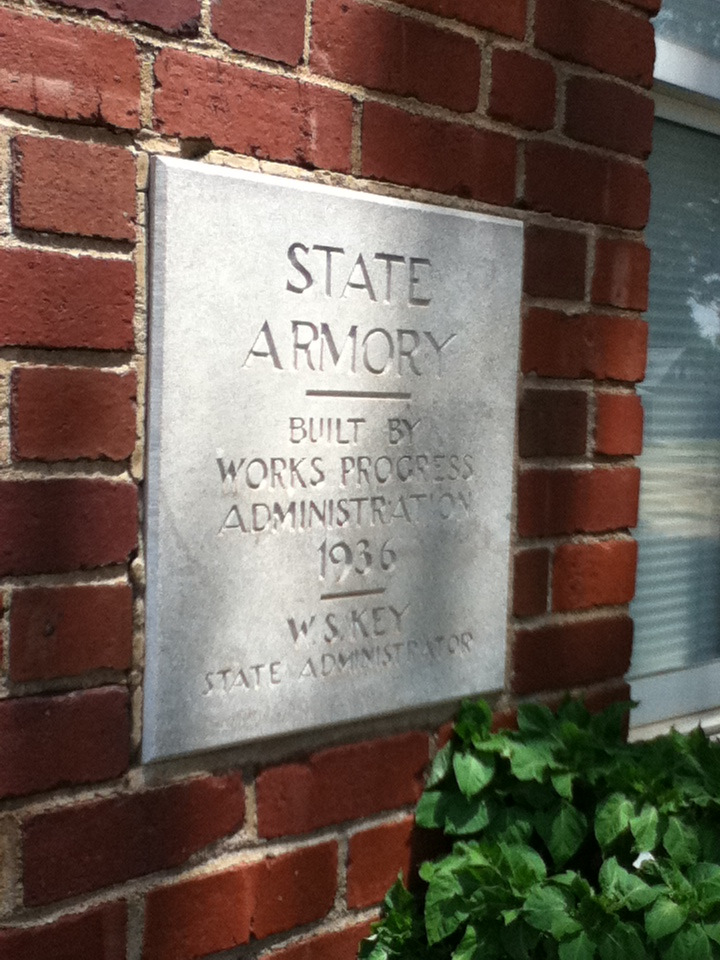 STATE
ARMORY
BUILT BY
WORKS PROGRESS
ADMINISTRATION
1936
W. S. KEY
STATE ADMINISTRATOR